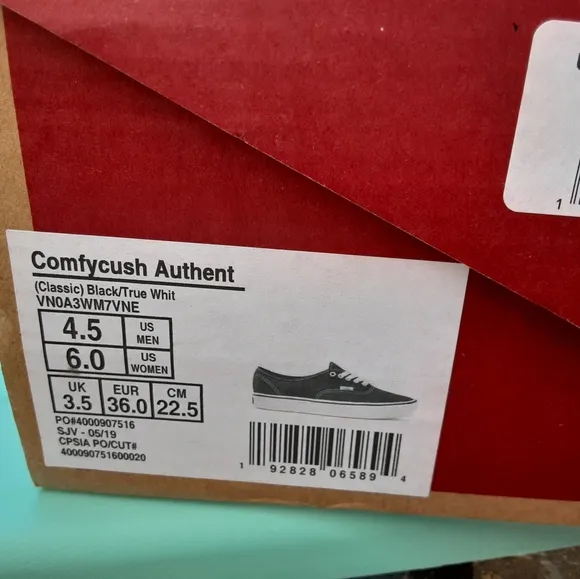 Comfycush Authent
(Classic) Black/True Whit
VN0A3WM7VNE
4.5 US MEN
6.0 US WOMEN
UK 3.5 EUR 36.0 CM 22.5
PO#4000907516
SJV - 05/19
CPSIA PO/CUT#
400090751600020
1 92828 06589 4
1